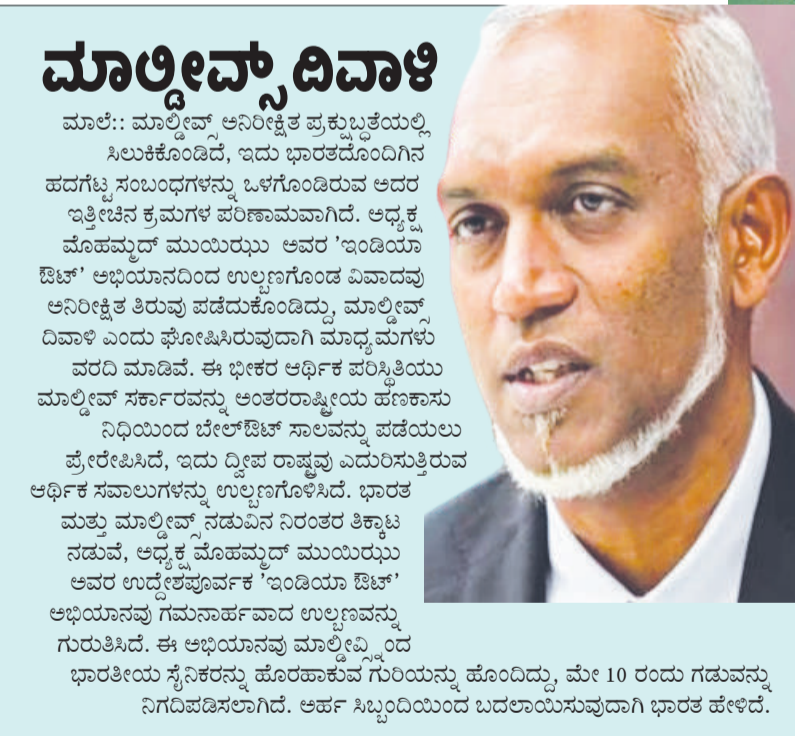 ಮಾಲ್ಡೀವ್ಸ್ ದಿವಾಳಿ
ಮಾಲೆ:: ಮಾಲ್ಡೀವ್ಸ್ ಅನಿರೀಕ್ಷಿತ ಪ್ರಕ್ಷುಬ್ಧತೆಯಲ್ಲಿ
ಸಿಲುಕಿಕೊಂಡಿದೆ, ಇದು ಭಾರತದೊಂದಿಗಿನ
ಹದಗೆಟ್ಟ ಸಂಬಂಧಗಳನ್ನು ಒಳಗೊಂಡಿರುವ ಅದರ
ಇತ್ತೀಚಿನ ಕ್ರಮಗಳ ಪರಿಣಾಮವಾಗಿದೆ. ಅಧ್ಯಕ್ಷ
ಮೊಹಮ್ಮದ್ ಮುಯಿಝು ಅವರ 'ಇಂಡಿಯಾ
ಔಟ್' ಅಭಿಯಾನದಿಂದ ಉಲ್ಬಣಗೊಂಡ ವಿವಾದವು
ಅನಿರೀಕ್ಷಿತ ತಿರುವು ಪಡೆದುಕೊಂಡಿದ್ದು, ಮಾಲ್ಡೀವ್ಸ್
ದಿವಾಳಿ ಎಂದು ಘೋಷಿಸಿರುವುದಾಗಿ ಮಾಧ್ಯಮಗಳು
ವರದಿ ಮಾಡಿವೆ. ಈ ಭೀಕರ ಆರ್ಥಿಕ ಪರಿಸ್ಥಿತಿಯು
ಮಾಲ್ಡೀವ್ ಸರ್ಕಾರವನ್ನು ಅಂತರರಾಷ್ಟ್ರೀಯ ಹಣಕಾಸು
ನಿಧಿಯಿಂದ ಬೇಲ್‌ಔಟ್ ಸಾಲವನ್ನು ಪಡೆಯಲು
ಪ್ರೇರೇಪಿಸಿದೆ, ಇದು ದ್ವೀಪ ರಾಷ್ಟ್ರವು ಎದುರಿಸುತ್ತಿರುವ
ಆರ್ಥಿಕ ಸವಾಲುಗಳನ್ನು ಉಲ್ಬಣಗೊಳಿಸಿದೆ. ಭಾರತ
ಮತ್ತು ಮಾಲ್ಡೀವ್ಸ್ ನಡುವಿನ ನಿರಂತರ ತಿಕ್ಕಾಟ
ನಡುವೆ, ಅಧ್ಯಕ್ಷ ಮೊಹಮ್ಮದ್ ಮುಯಿಝು
ಅವರ ಉದ್ದೇಶಪೂರ್ವಕ 'ಇಂಡಿಯಾ ಔಟ್'
ಅಭಿಯಾನವು ಗಮನಾರ್ಹವಾದ ಉಲ್ಬಣವನ್ನು
ಗುರುತಿಸಿದೆ. ಈ ಅಭಿಯಾನವು ಮಾಲ್ಡೀವ್ಸ್ನಿಂದ
ಭಾರತೀಯ ಸೈನಿಕರನ್ನು ಹೊರಹಾಕುವ ಗುರಿಯನ್ನು ಹೊಂದಿದ್ದು, ಮೇ 10 ರಂದು ಗಡುವನ್ನು
ನಿಗದಿಪಡಿಸಲಾಗಿದೆ. ಅರ್ಹ ಸಿಬ್ಬಂದಿಯಿಂದ ಬದಲಾಯಿಸುವುದಾಗಿ ಭಾರತ ಹೇಳಿದೆ.